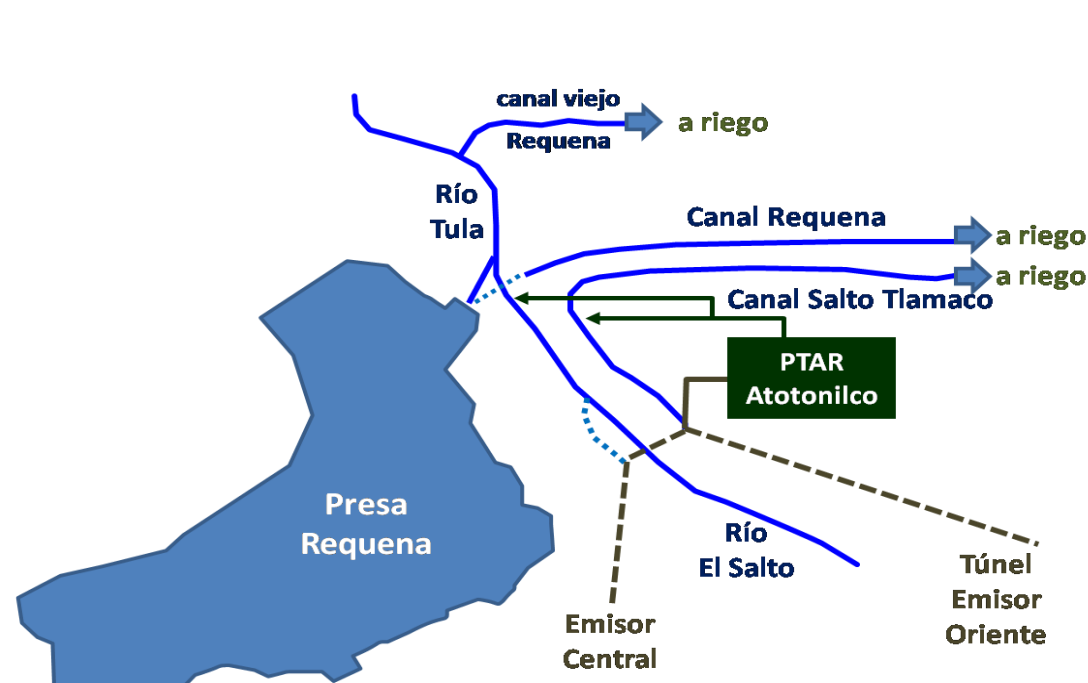 canal viejo
Requena
a riego
Río
Tula
Canal Requena
a riego
a riego
Canal Salto Tlamaco
PTAR
Atotonilco
Presa
Requena
Río
El Salto
Túnel
Emisor
Oriente
Emisor
Central